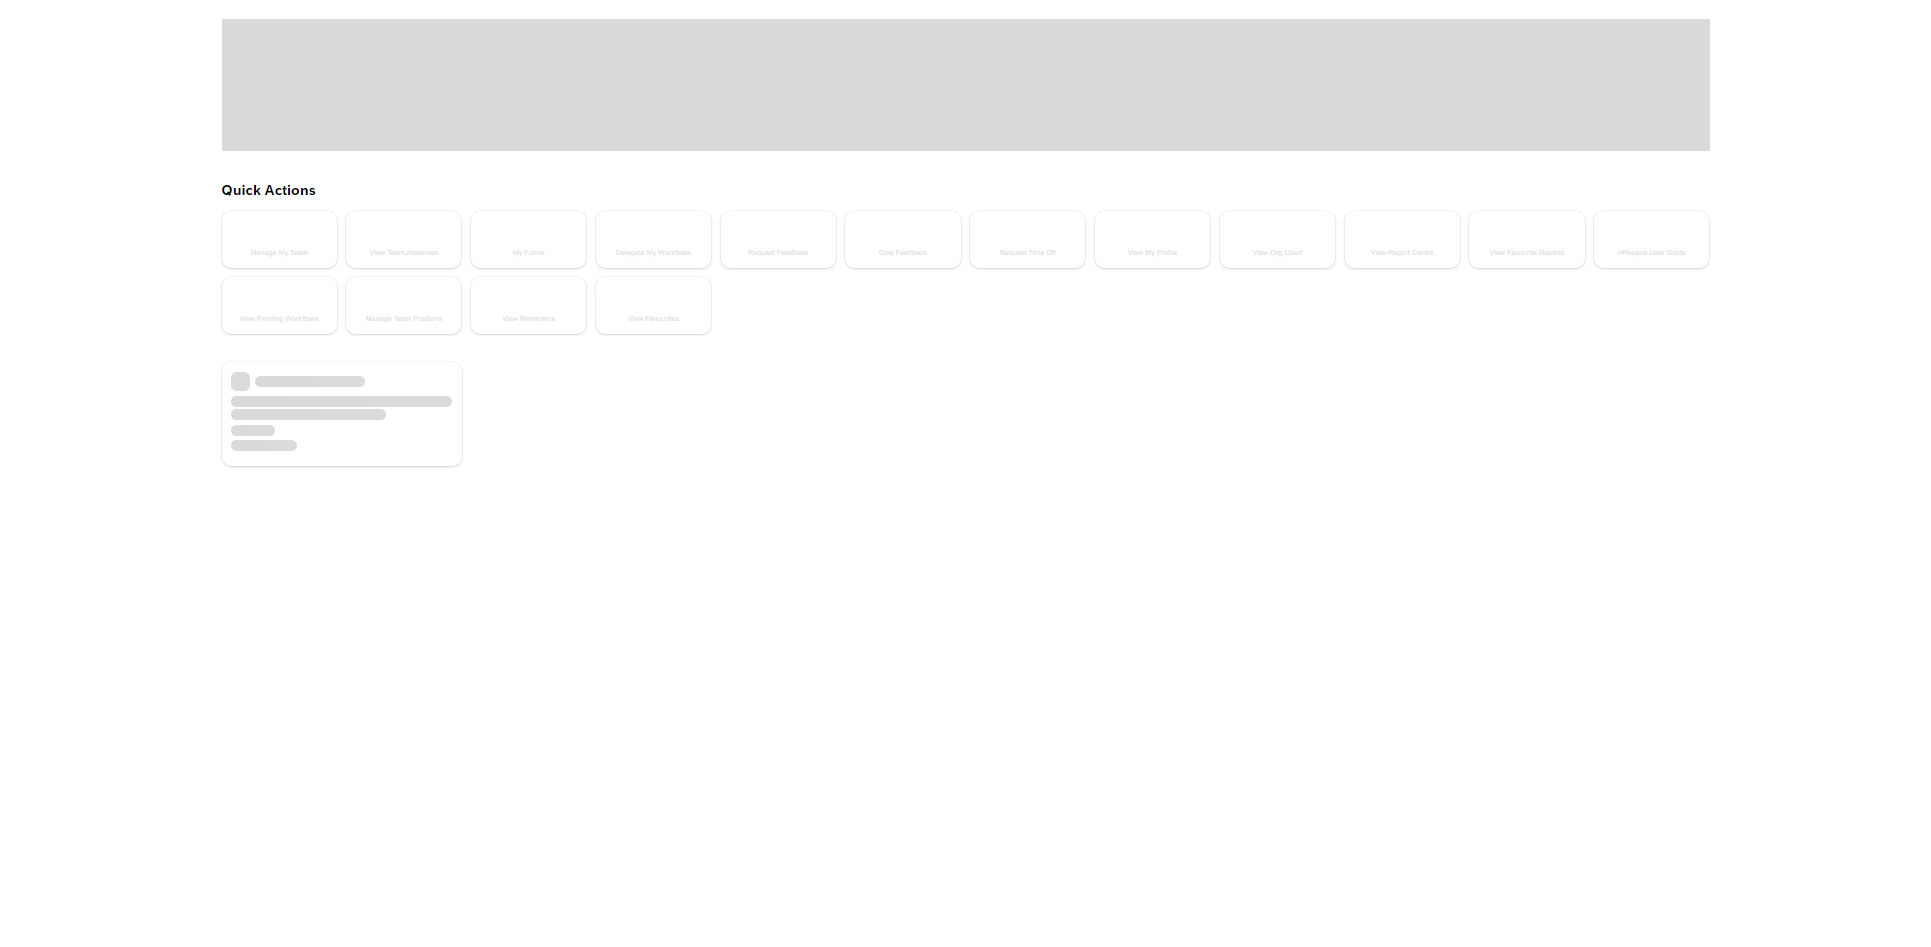 Quick Actions
Manage My Team
View Team Absences
My Forms
Delegate My Workflows
Request Feedback
Give Feedback
Request Time Off
View My Profile
View Org Chart
View Report Centre
View Favourite Reports
HRspace User Guide
View Pending Workflows
Manage Team Positions
View Reminders
View Favourites